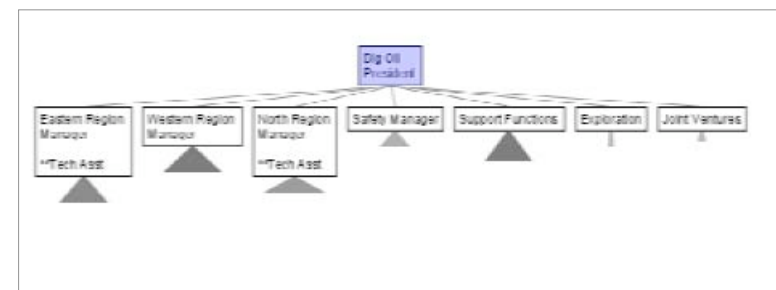 Dig Oil
President
Eastern Region
Manager
**Tech Asst
Western Region
Manager
North Region
Manager
**Tech Asst
Safety Manager
Support Functions
Exploration
Joint Ventures